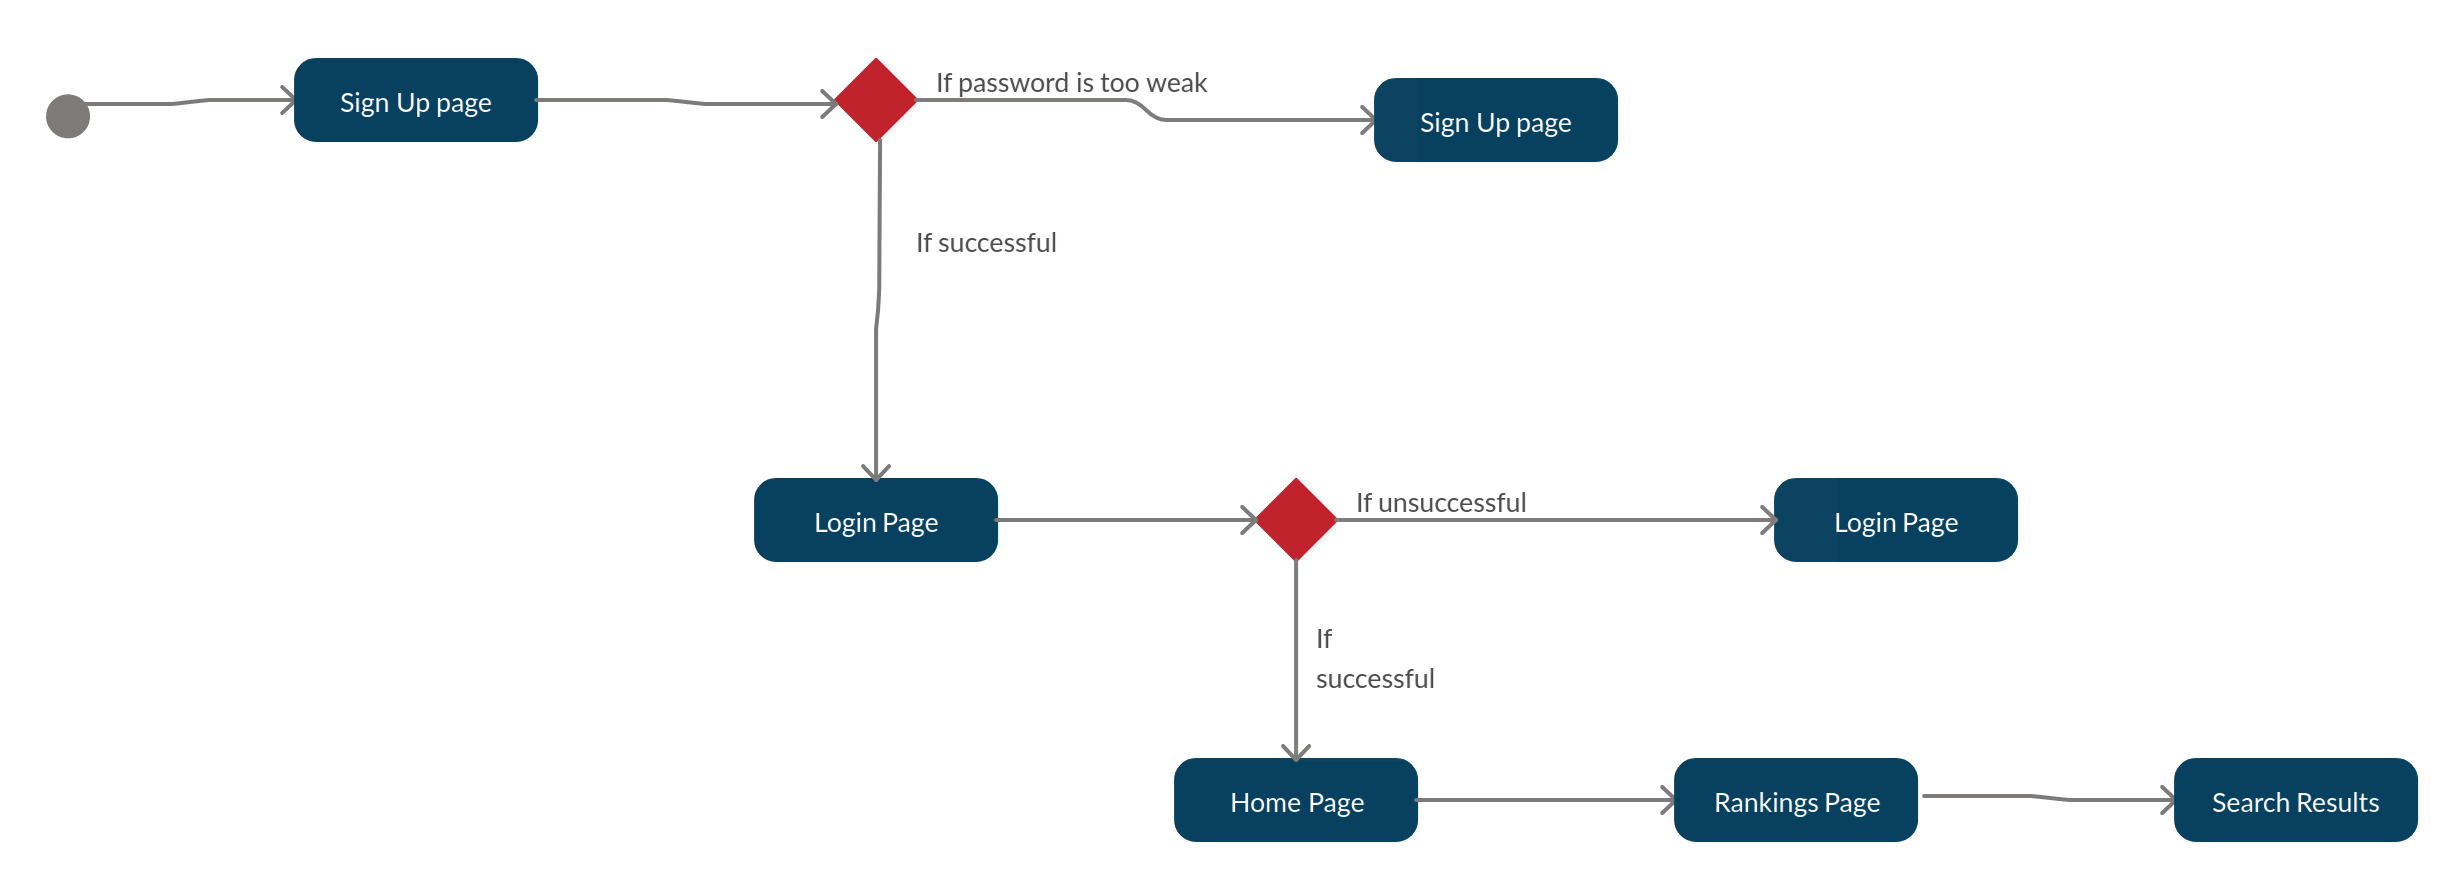 Sign Up page
If password is too weak
Sign Up page
If successful
Login Page
If unsuccessful
Login Page
If
successful
Home Page
Rankings Page
Search Results